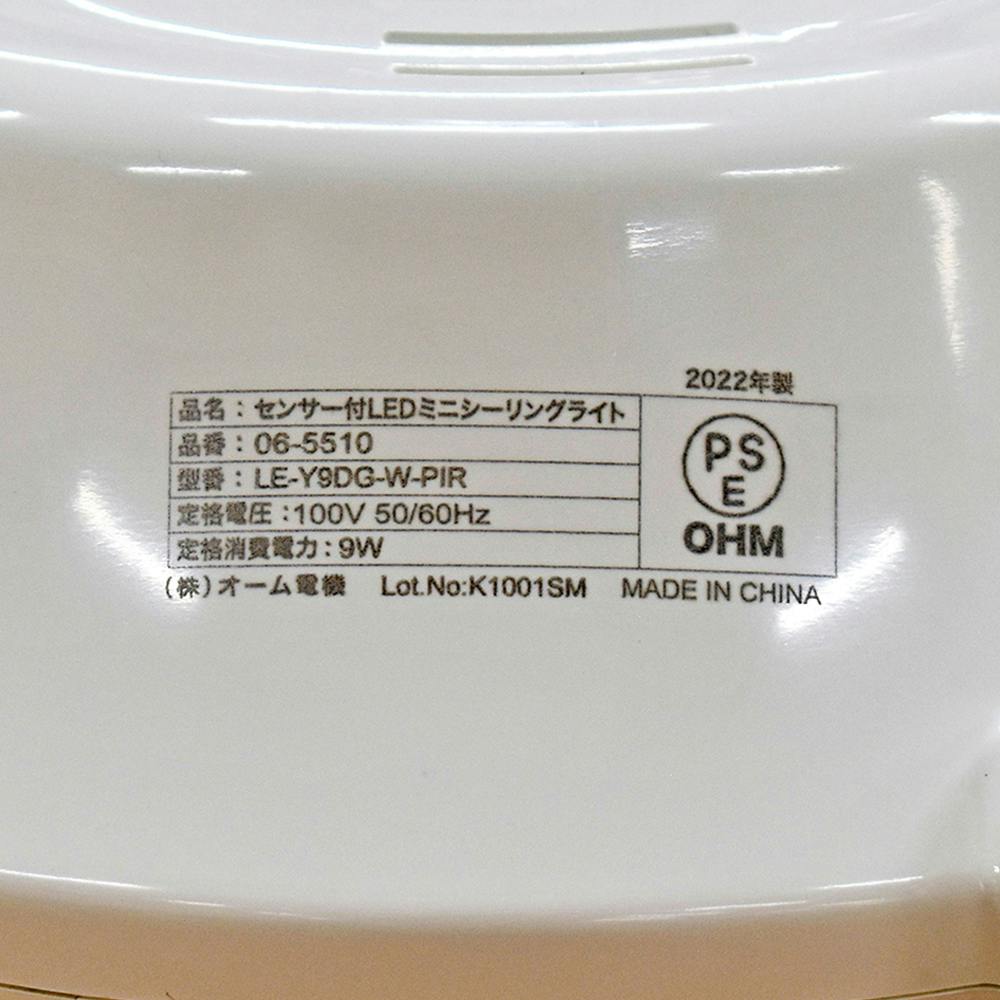 2022年製
品名：センサー付LEDミニシーリングライト
品番：06-5510
型番：LE-Y9DG-W-PIR
定格電圧：100V 50/60Hz
定格消費電力：9W
PS
E
OHM
(株)オーム電機 Lot.No:K1001SM MADE IN CHINA